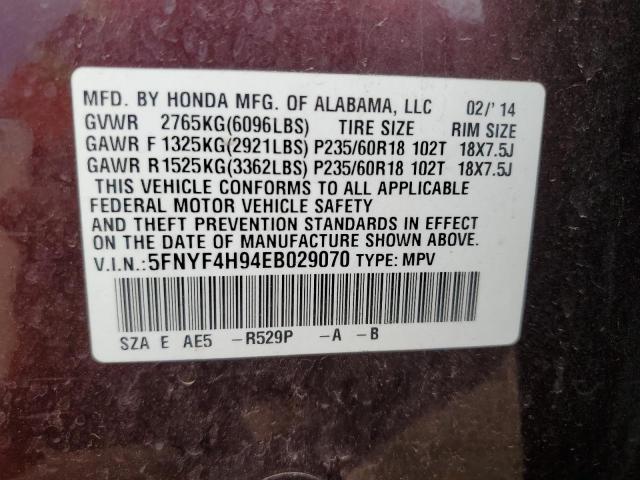 MFD. BY HONDA MFG. OF ALABAMA, LLC 02/'14
GVWR 2765KG(6096LBS) TIRE SIZE RIM SIZE
GAWR F 1325KG(2921LBS) P235/60R18 102T 18X7.5J
GAWR R1525KG(3362LBS) P235/60R18 102T 18X7.5J
THIS VEHICLE CONFORMS TO ALL APPLICABLE
FEDERAL MOTOR VEHICLE SAFETY
AND THEFT PREVENTION STANDARDS IN EFFECT
ON THE DATE OF MANUFACTURE SHOWN ABOVE.
V.I.N.:5FNYF4H94EB029070 TYPE: MPV
SZA E AE5 -R529P -A -B